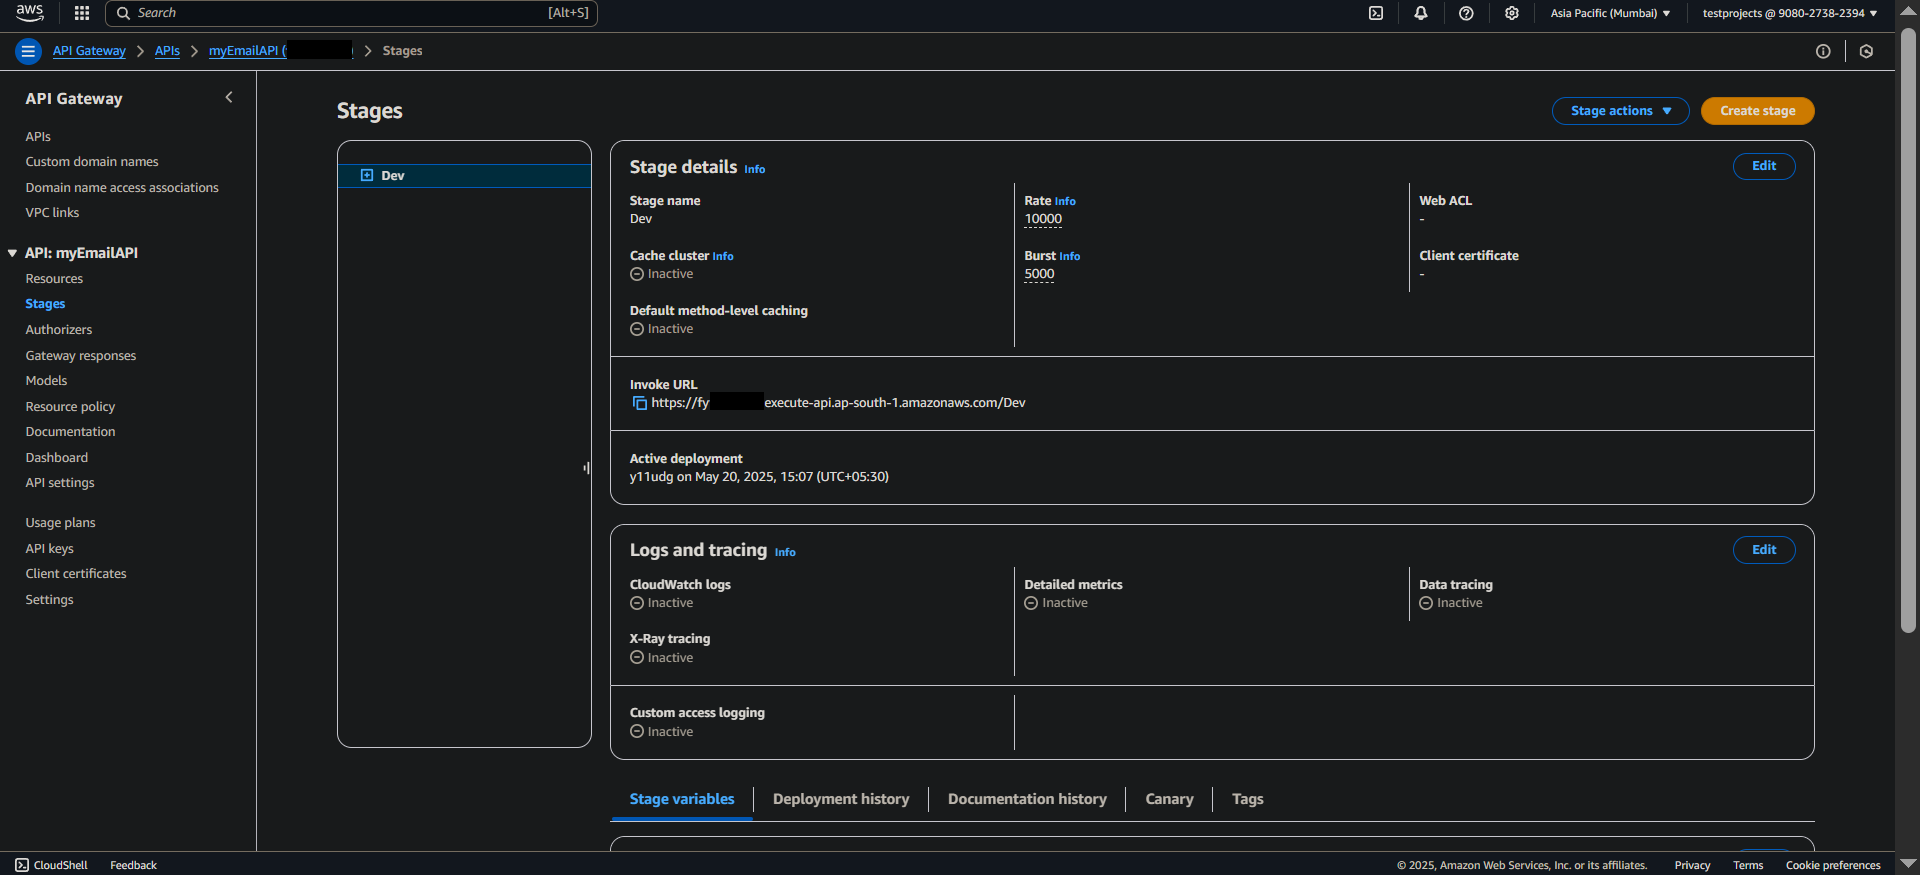 aws
Search
[Alt+S]
Asia Pacific (Mumbai)
testprojects @ 9080-2738-2394
API Gateway
APIs
myEmailAPI (
Stages
API Gateway
APIs
Custom domain names
Domain name access associations
VPC links
API: myEmailAPI
Resources
Stages
Authorizers
Gateway responses
Models
Resource policy
Documentation
Dashboard
API settings
Usage plans
API keys
Client certificates
Settings
Stages
Stage actions
Create stage
Dev
Stage details Info
Edit
Stage name
Dev
Rate Info
10000
Web ACL
-
Cache cluster Info
Inactive
Burst Info
5000
Client certificate
-
Default method-level caching
Inactive
Invoke URL
https://fy execute-api.ap-south-1.amazonaws.com/Dev
Active deployment
y11udg on May 20, 2025, 15:07 (UTC+05:30)
Logs and tracing Info
Edit
CloudWatch logs
Inactive
Detailed metrics
Inactive
Data tracing
Inactive
X-Ray tracing
Inactive
Custom access logging
Inactive
Stage variables
Deployment history
Documentation history
Canary
Tags
CloudShell
Feedback
© 2025, Amazon Web Services, Inc. or its affiliates.
Privacy
Terms
Cookie preferences